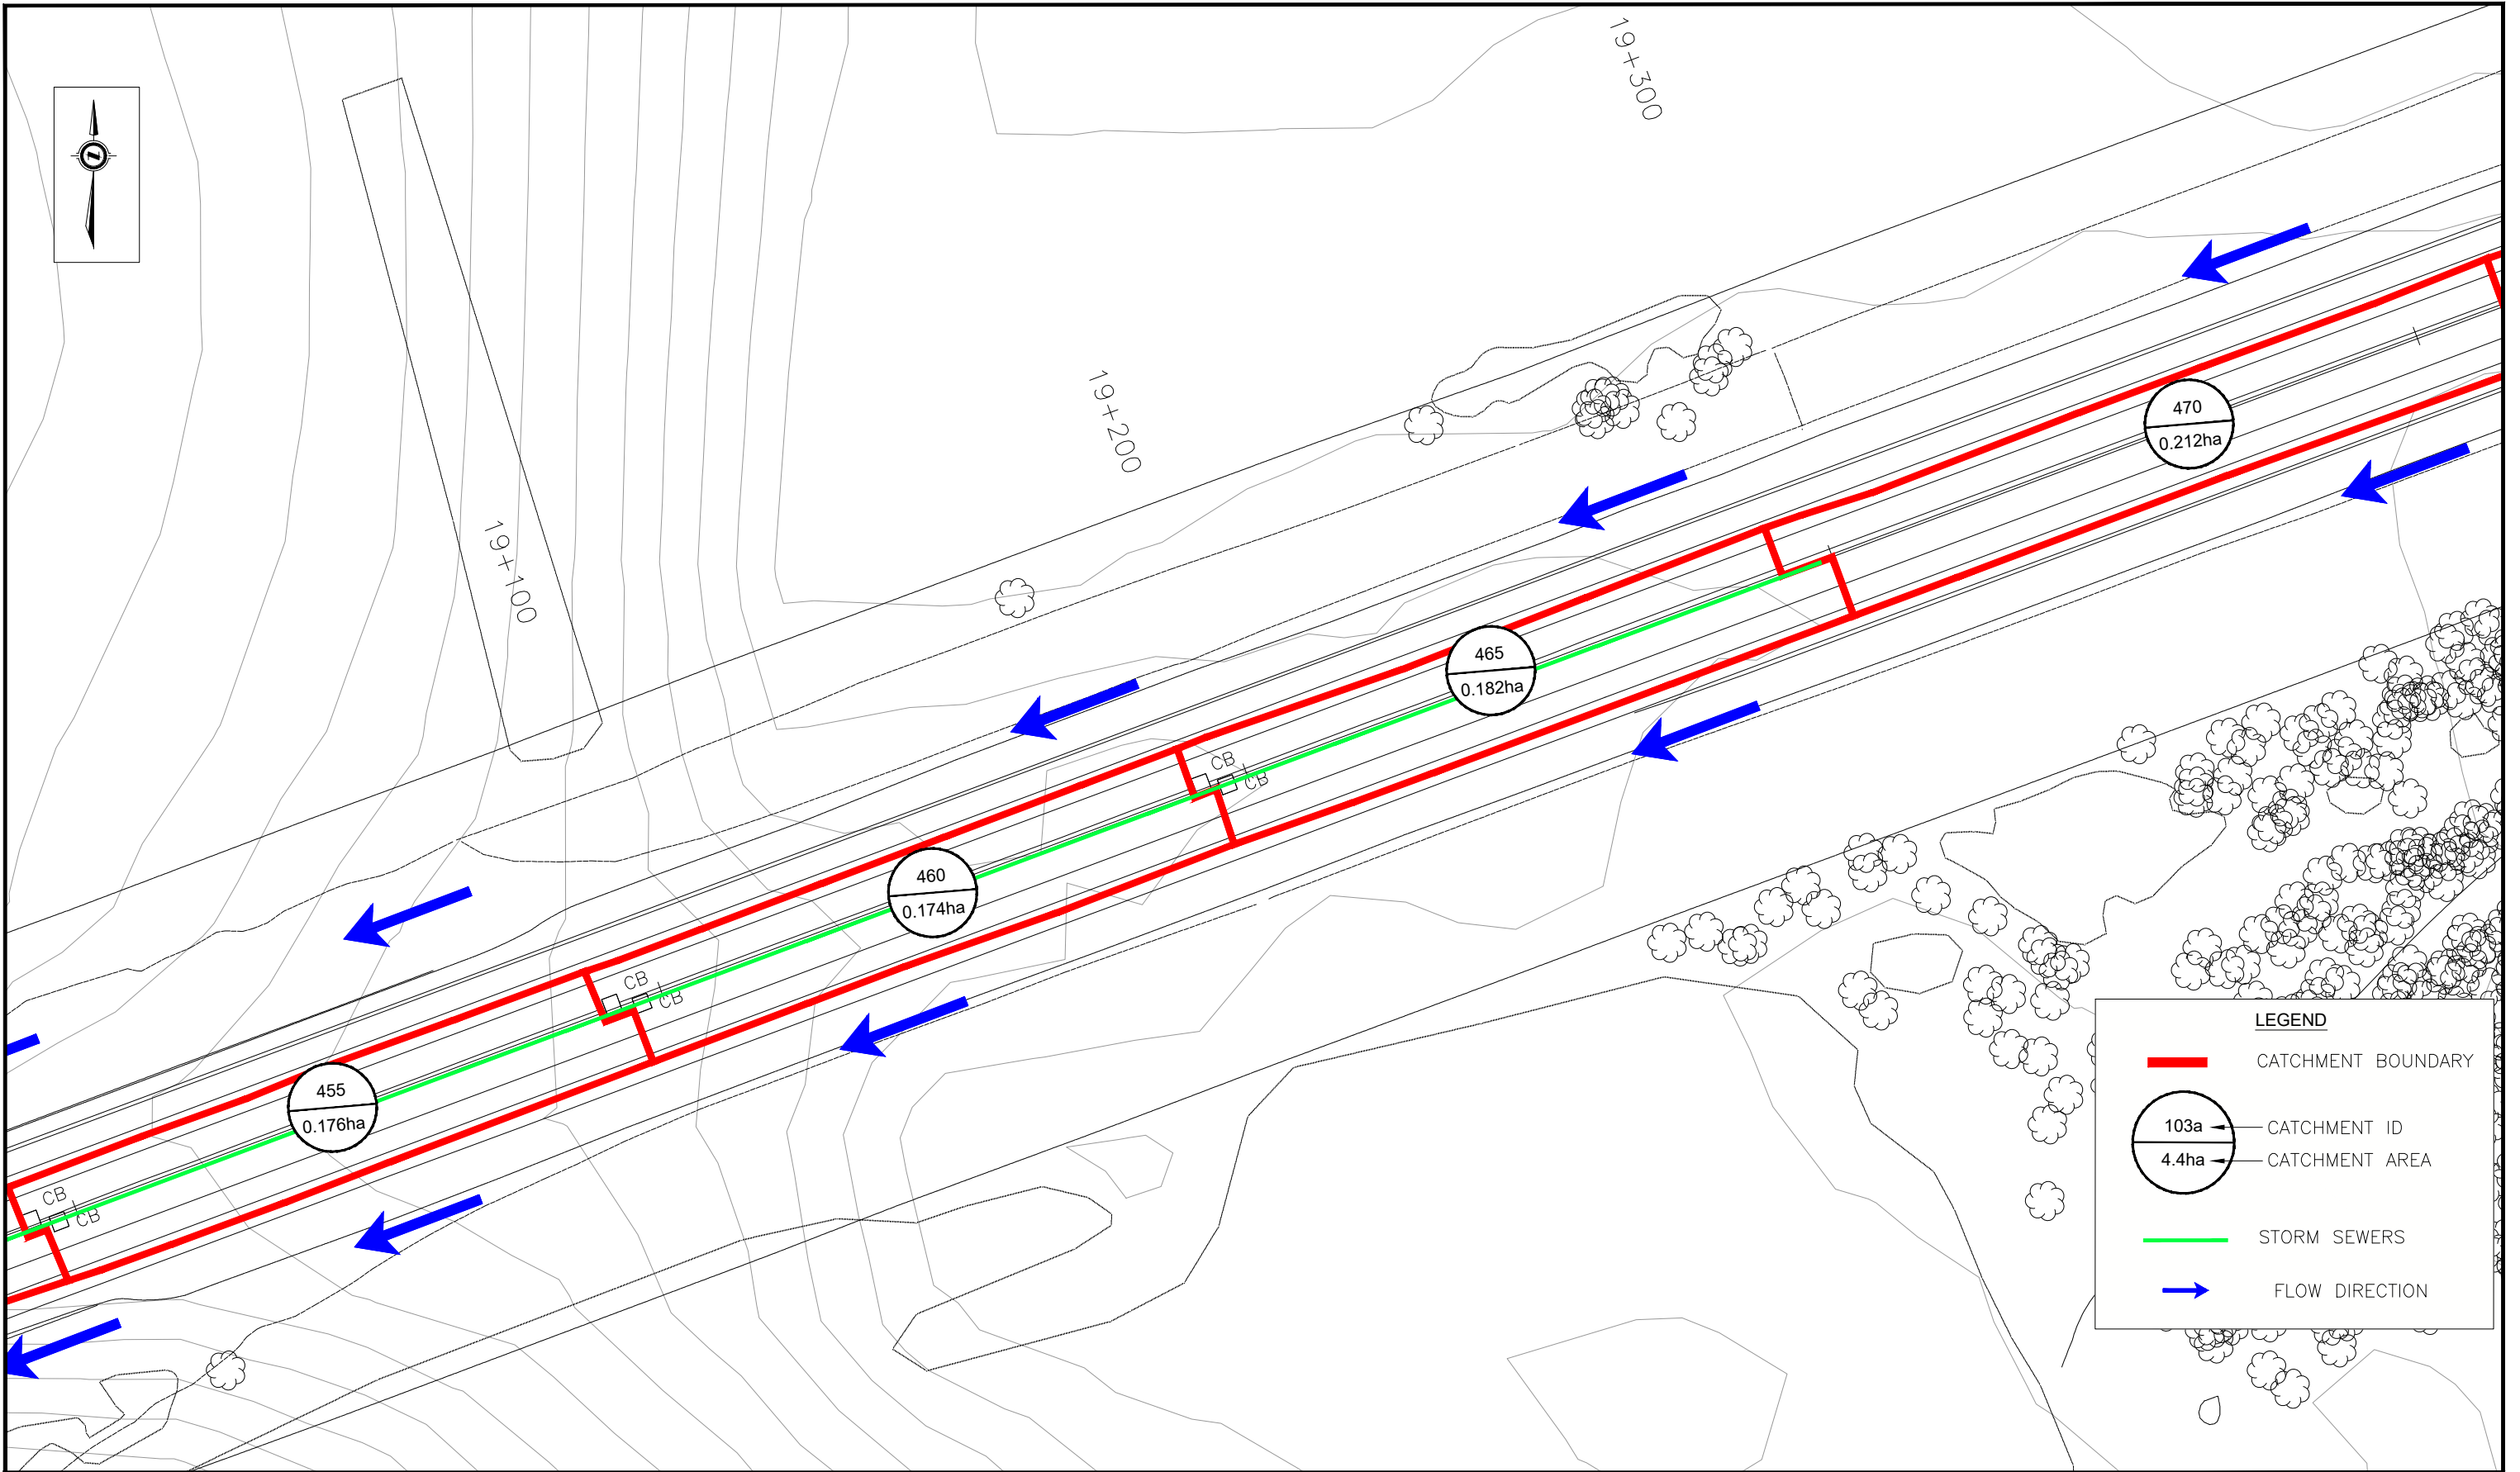 19+300
19+200
470
0.212ha
19+100
465
0.182ha
CB
CB
460
0.174ha
CB
CB
455
0.176ha
CB
CB
LEGEND
CATCHMENT BOUNDARY
103a
CATCHMENT ID
4.4ha
CATCHMENT AREA
STORM SEWERS
FLOW DIRECTION